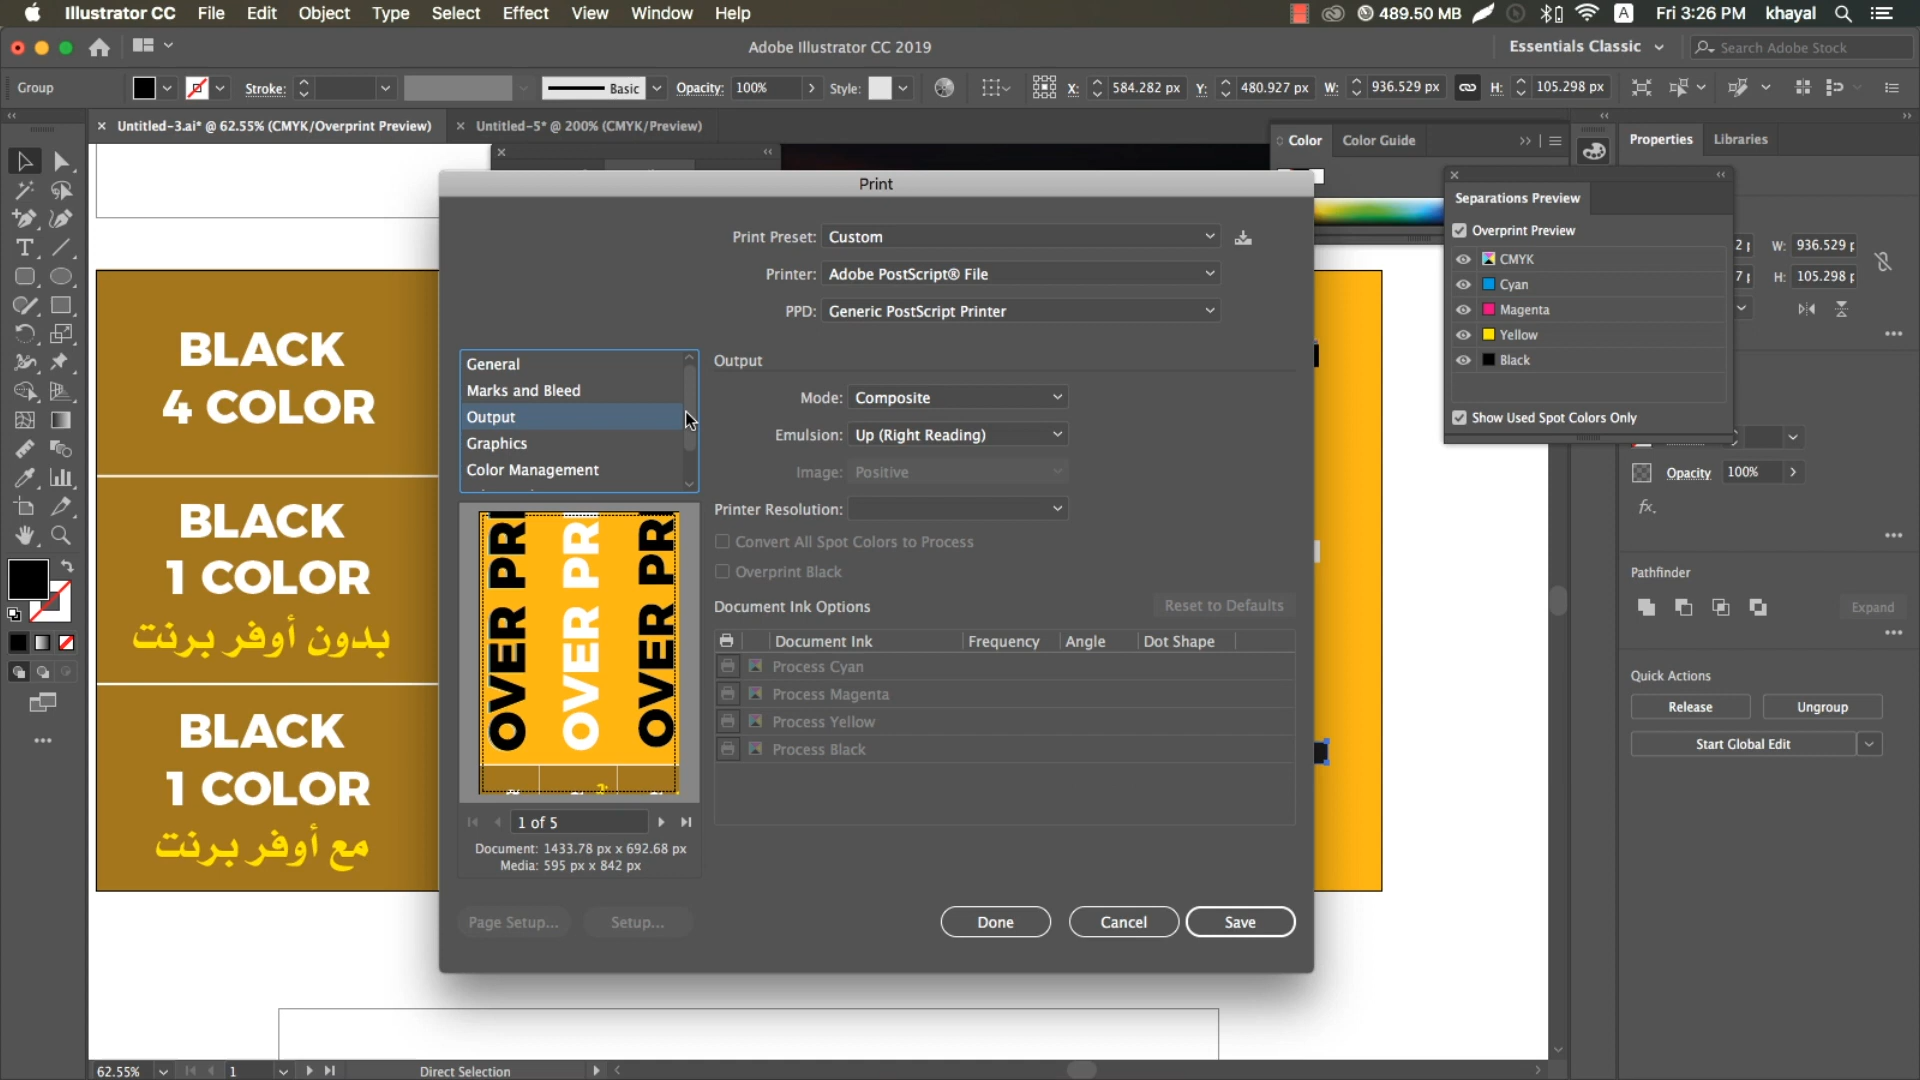 Illustrator CC File Edit Object Type Select Effect View Window Help
489.50 MB A Fri 3:26 PM khayal
Adobe Illustrator CC 2019
Essentials Classic
Search Adobe Stock
Group Stroke: Basic Opacity: 100% Style: X: 584.282 px Y: 480.927 px W: 936.529 px H: 105.298 px
Untitled-3.ai* @ 62.55% (CMYK/Overprint Preview)
Untitled-5* @ 200% (CMYK/Preview)
Color Color Guide
Properties Libraries
Separations Preview
Overprint Preview
CMYK
Cyan
Magenta
Yellow
Black
Show Used Spot Colors Only
W: 936.529
H: 105.298
Opacity 100%
fx.
Pathfinder
Expand
Quick Actions
Release
Ungroup
Start Global Edit
Print
Print Preset: Custom
Printer: Adobe PostScript® File
PPD: Generic PostScript Printer
General
Marks and Bleed
Output
Graphics
Color Management
Output
Mode: Composite
Emulsion: Up (Right Reading)
Image: Positive
Printer Resolution:
Convert All Spot Colors to Process
Overprint Black
Document Ink Options
Reset to Defaults
Document Ink Frequency Angle Dot Shape
Process Cyan
Process Magenta
Process Yellow
Process Black
OVER PRI
OVER PR
OVER PRI
1 of 5
Document: 1433.78 px x 692.68 px
Media: 595 px x 842 px
Page Setup...
Setup...
Done
Cancel
Save
BLACK
4 COLOR
BLACK
1 COLOR
بدون أوفر برنت
BLACK
1 COLOR
مع أوفر برنت
62.55% 1 Direct Selection